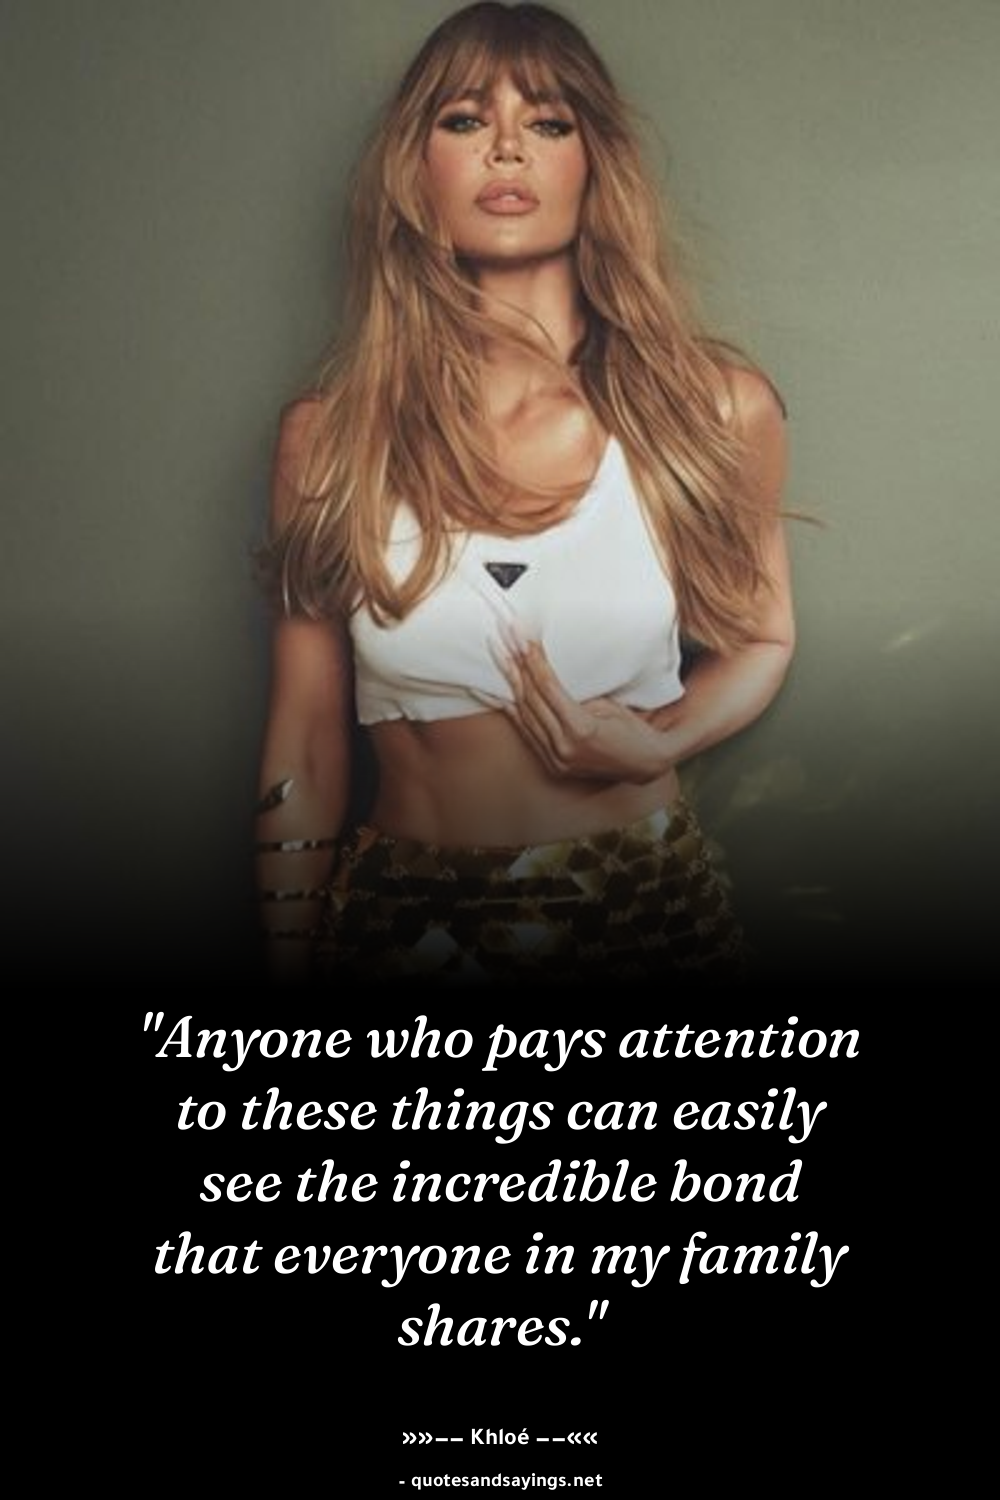 "Anyone who pays attention
to these things can easily
see the incredible bond
that everyone in my family
shares."
»»–– Khloé ––««
- quotesandsayings.net